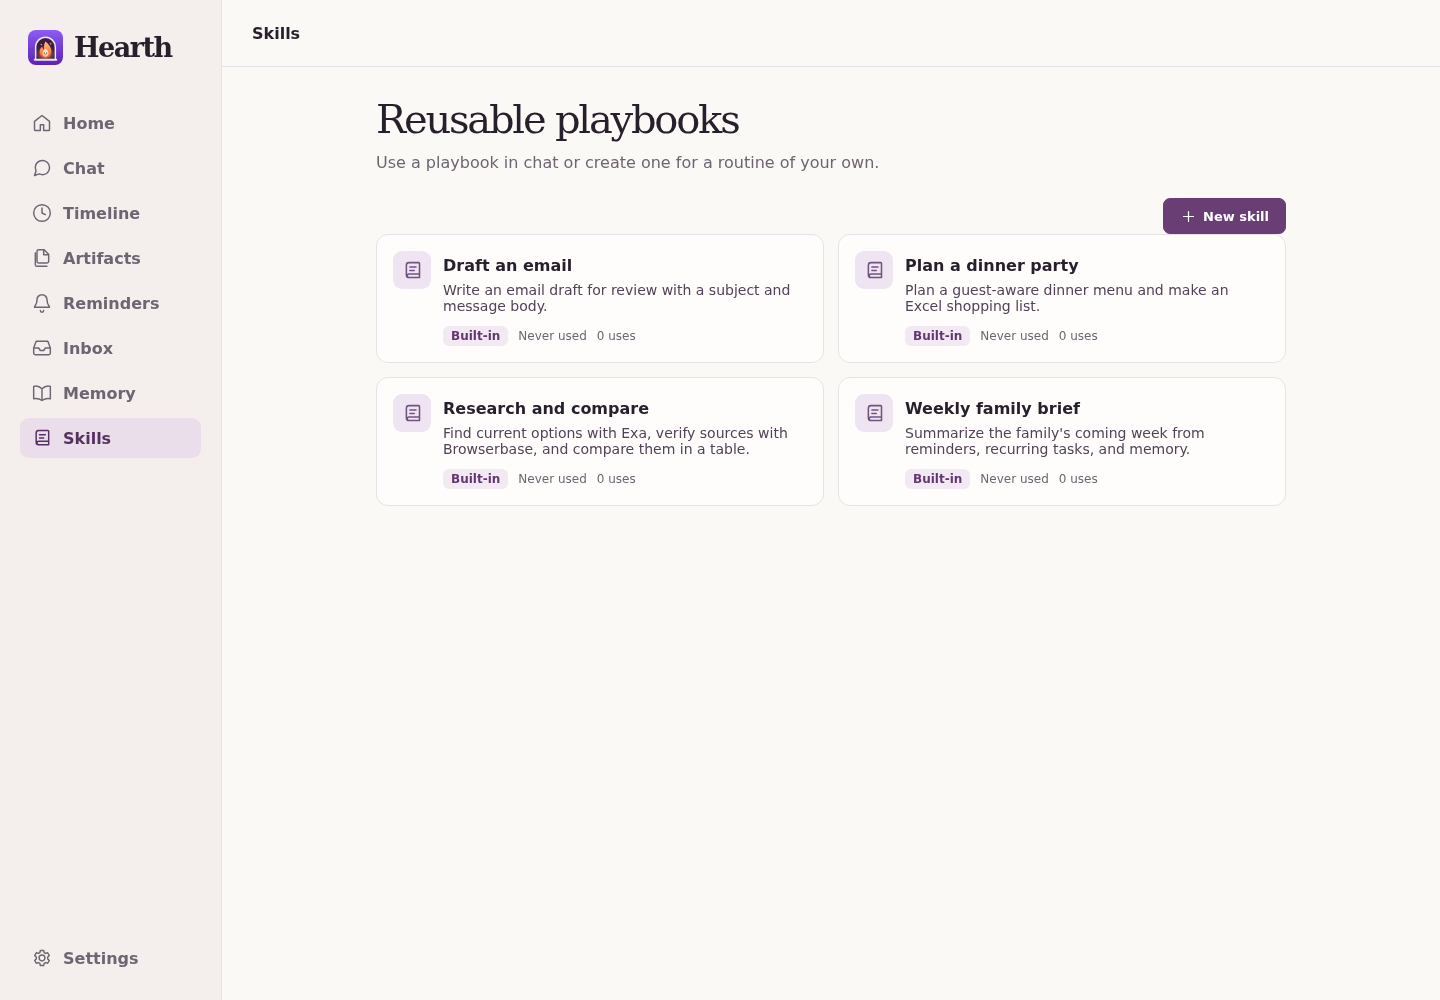 Hearth
Home
Chat
Timeline
Artifacts
Reminders
Inbox
Memory
Skills
Settings
Skills
Reusable playbooks
Use a playbook in chat or create one for a routine of your own.
New skill
Draft an email
Write an email draft for review with a subject and
message body.
Built-in Never used 0 uses
Plan a dinner party
Plan a guest-aware dinner menu and make an
Excel shopping list.
Built-in Never used 0 uses
Research and compare
Find current options with Exa, verify sources with
Browserbase, and compare them in a table.
Built-in Never used 0 uses
Weekly family brief
Summarize the family's coming week from
reminders, recurring tasks, and memory.
Built-in Never used 0 uses